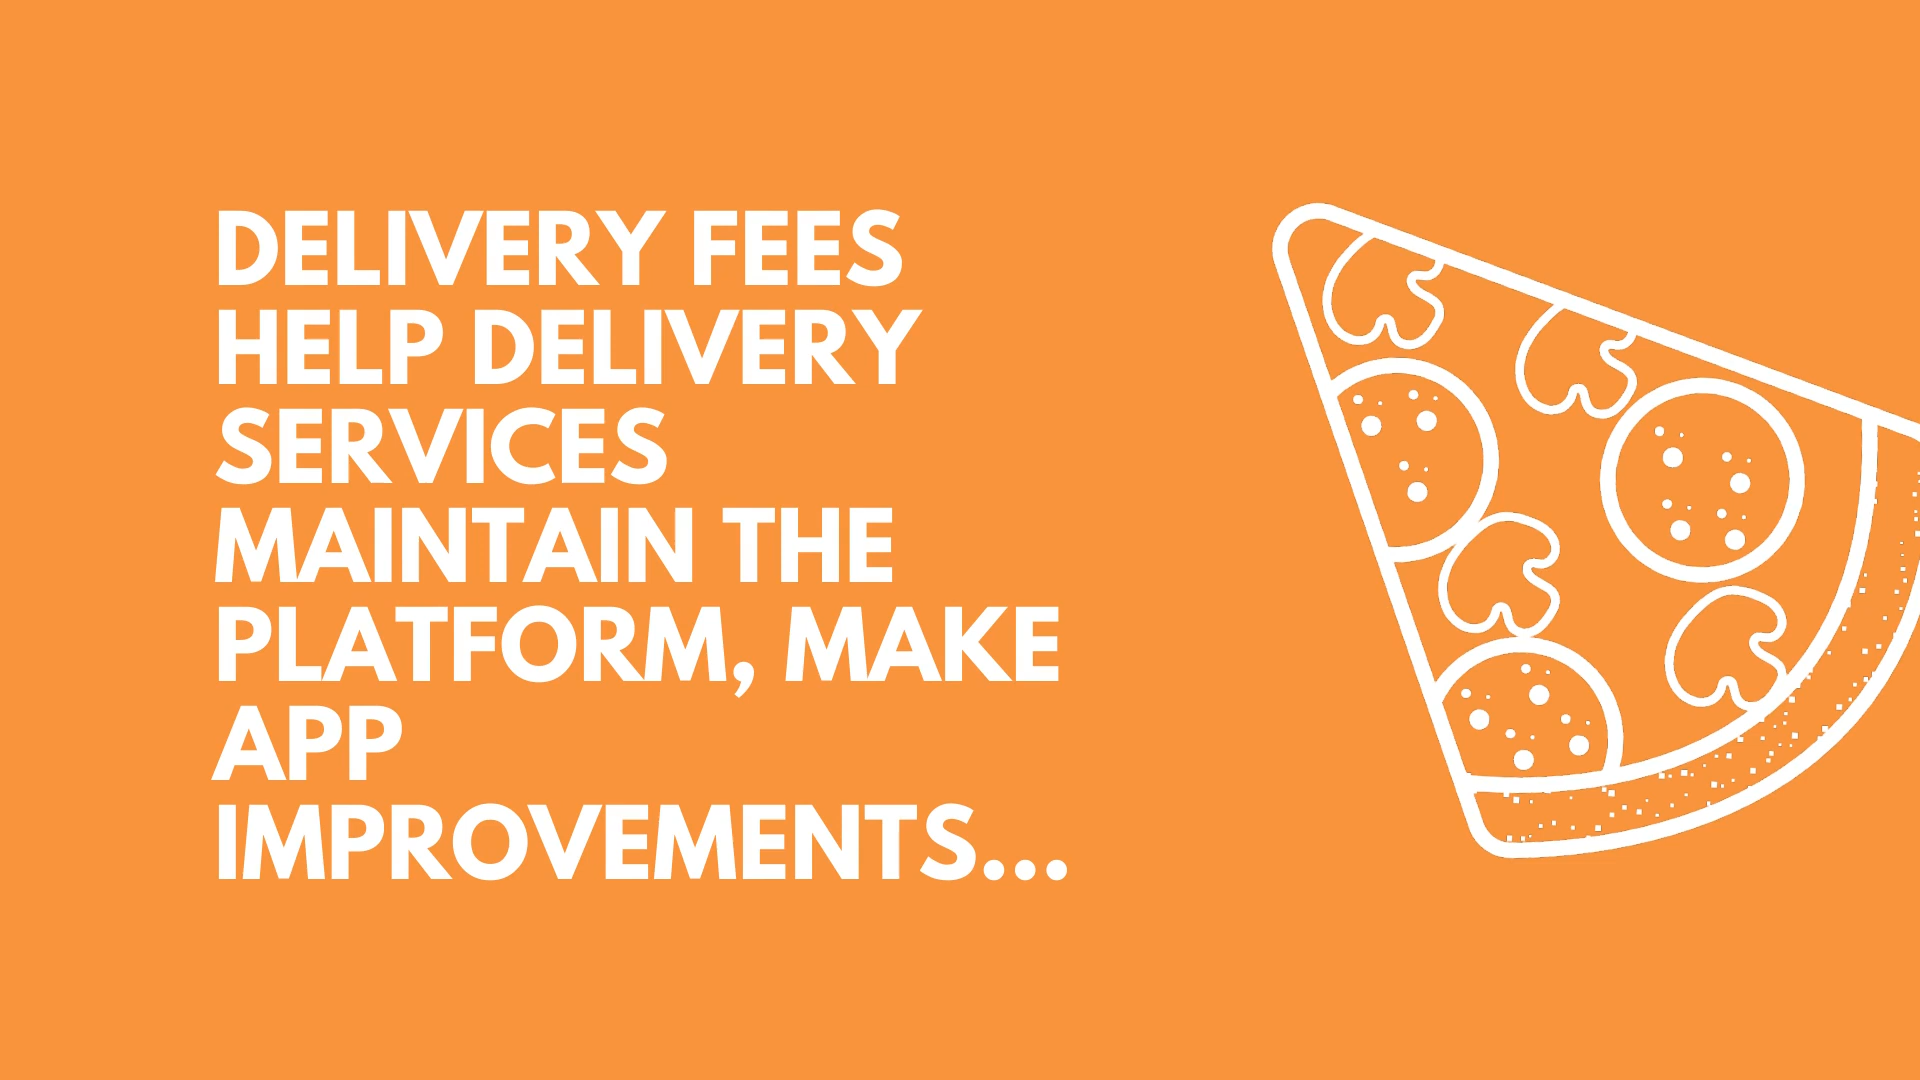 DELIVERY FEES
HELP DELIVERY
SERVICES
MAINTAIN THE
PLATFORM, MAKE
APP
IMPROVEMENTS...